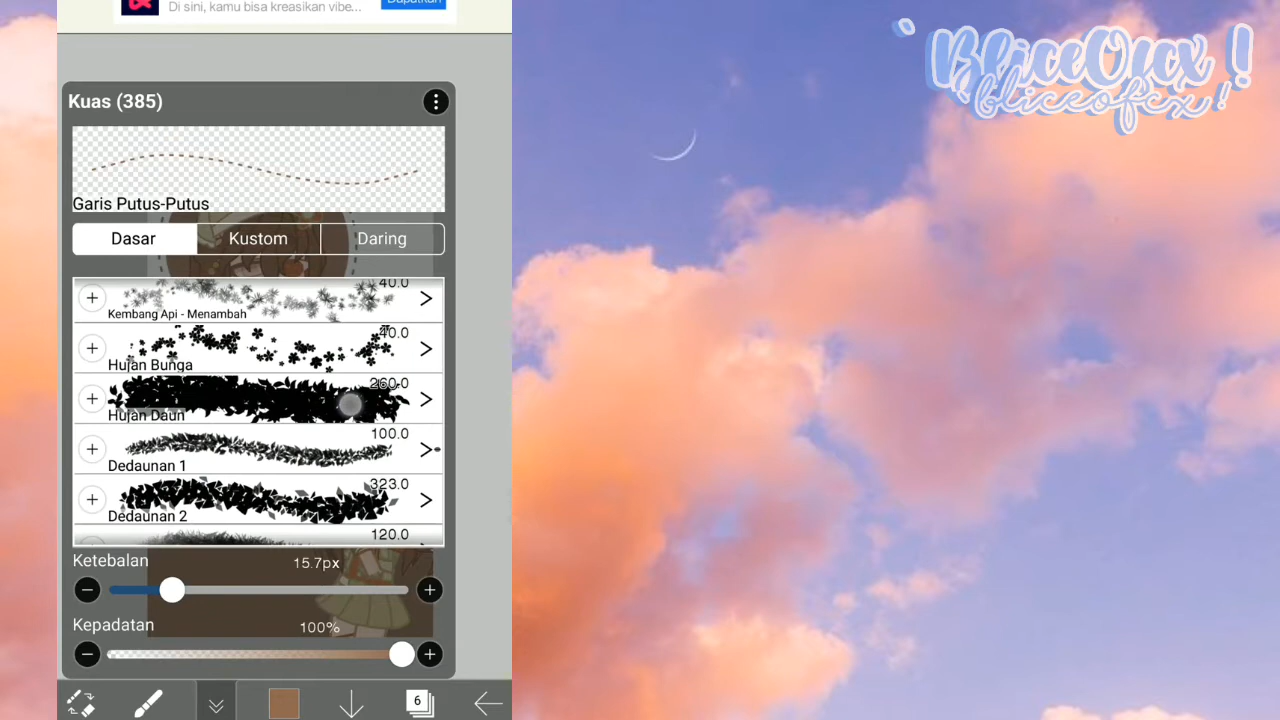 Di sini, kamu bisa kreasikan vibe...
Dapatkan
BliceOfcx !
bliceofcx !
Kuas (385)
Garis Putus-Putus
Dasar
Kustom
Daring
40.0
Kembang Api - Menambah
40.0
Hujan Bunga
260.0
Hujan Daun
100.0
Dedaunan 1
323.0
Dedaunan 2
120.0
Ketebalan
15.7px
Kepadatan
100%
6